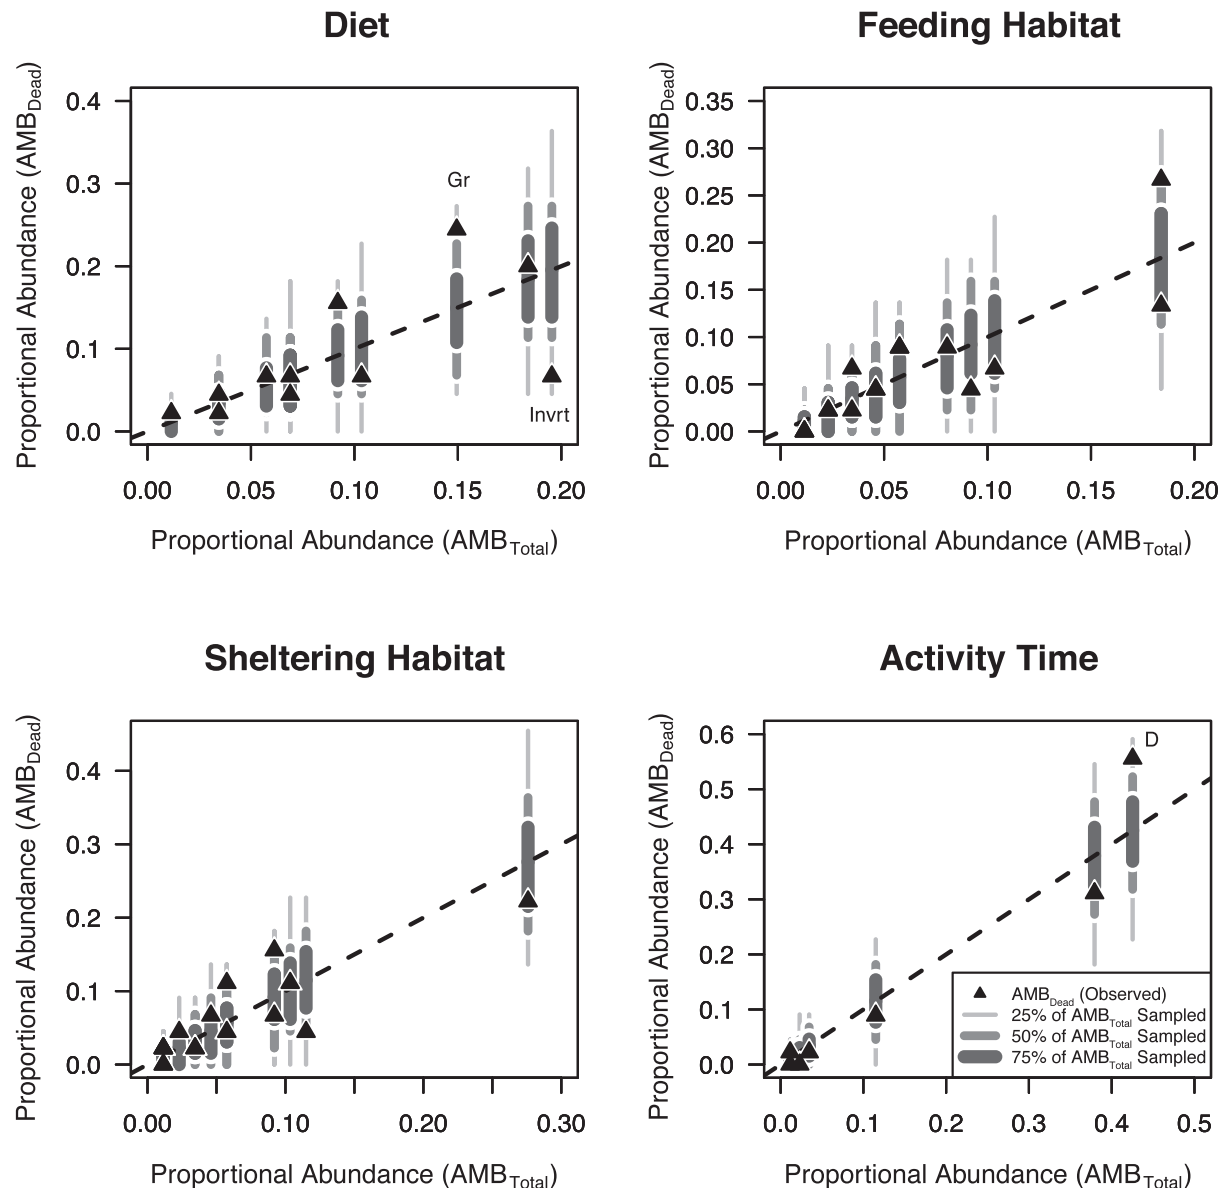 Diet
Proportional Abundance (AMBDead)
0.4
0.3
0.2
0.1
0.0
Gr
Invrt
0.00 0.05 0.10 0.15 0.20
Proportional Abundance (AMBTotal)
Feeding Habitat
Proportional Abundance (AMBDead)
0.35
0.30
0.25
0.20
0.15
0.10
0.05
0.00
0.00 0.05 0.10 0.15 0.20
Proportional Abundance (AMBTotal)
Sheltering Habitat
Proportional Abundance (AMBDead)
0.4
0.3
0.2
0.1
0.0
0.00 0.10 0.20 0.30
Proportional Abundance (AMBTotal)
Activity Time
Proportional Abundance (AMBDead)
0.6
0.5
0.4
0.3
0.2
0.1
0.0
D
AMBDead (Observed)
25% of AMBTotal Sampled
50% of AMBTotal Sampled
75% of AMBTotal Sampled
0.0 0.1 0.2 0.3 0.4 0.5
Proportional Abundance (AMBTotal)